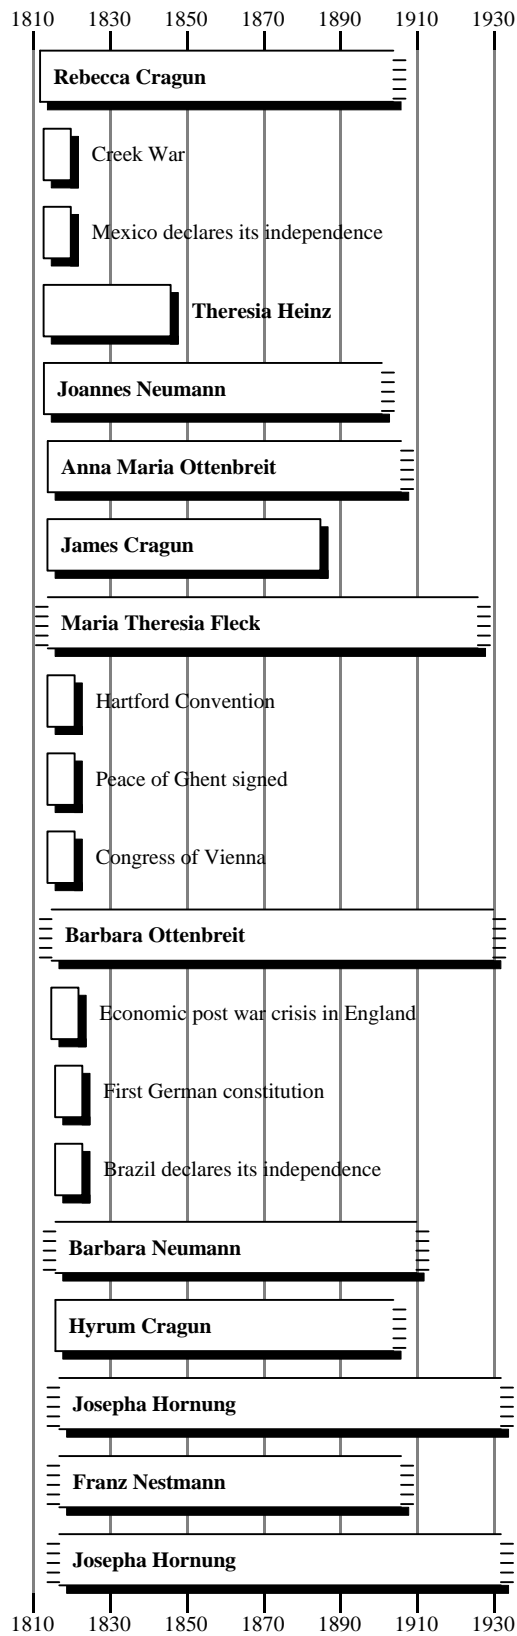 1810 1830 1850 1870 1890 1910 1930
Rebecca Cragun
Creek War
Mexico declares its independence
Theresia Heinz
Joannes Neumann
Anna Maria Ottenbreit
James Cragun
Maria Theresia Fleck
Hartford Convention
Peace of Ghent signed
Congress of Vienna
Barbara Ottenbreit
Economic post war crisis in England
First German constitution
Brazil declares its independence
Barbara Neumann
Hyrum Cragun
Josepha Hornung
Franz Nestmann
Josepha Hornung
1810 1830 1850 1870 1890 1910 1930